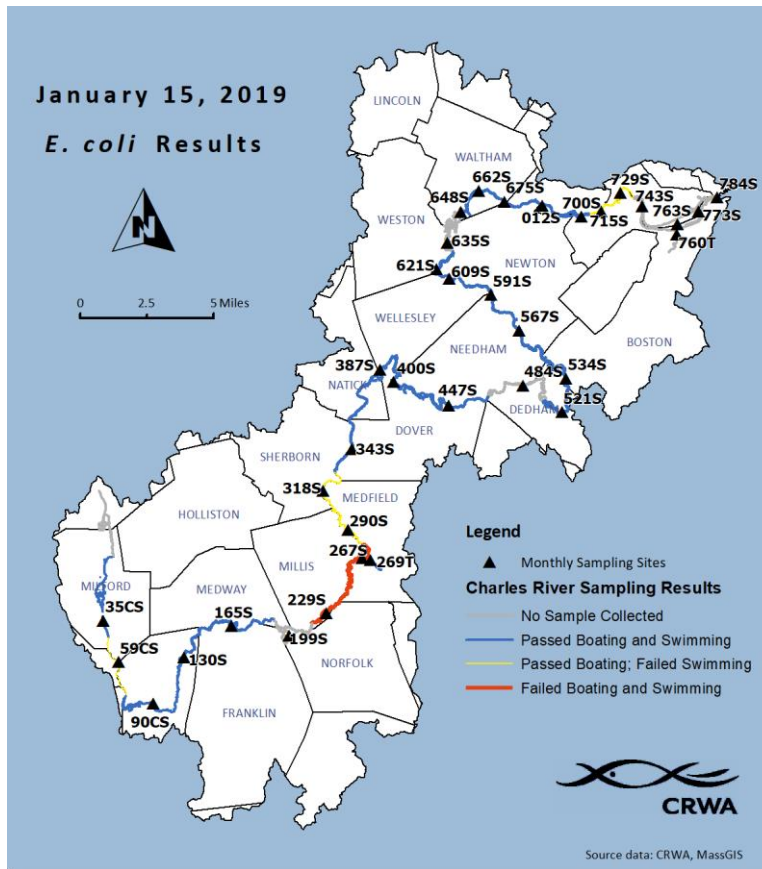 January 15, 2019
E. coli Results
N
0 2.5 5 Miles
LINCOLN
WALTHAM
WESTON
NEWTON
WELLESLEY
NEEDHAM
BOSTON
NATICK
DEDHAM
DOVER
SHERBORN
MEDFIELD
HOLLISTON
MILLIS
MILFORD
MEDWAY
NORFOLK
FRANKLIN
662S
675S
648S
012S
700S
715S
729S
743S
763S
784S
773S
760T
635S
621S
609S
591S
567S
387S
400S
484S
534S
447S
521S
343S
318S
290S
267S
269T
229S
199S
165S
35CS
59CS
130S
90CS
Legend
Monthly Sampling Sites
Charles River Sampling Results
No Sample Collected
Passed Boating and Swimming
Passed Boating; Failed Swimming
Failed Boating and Swimming
CRWA
Source data: CRWA, MassGIS